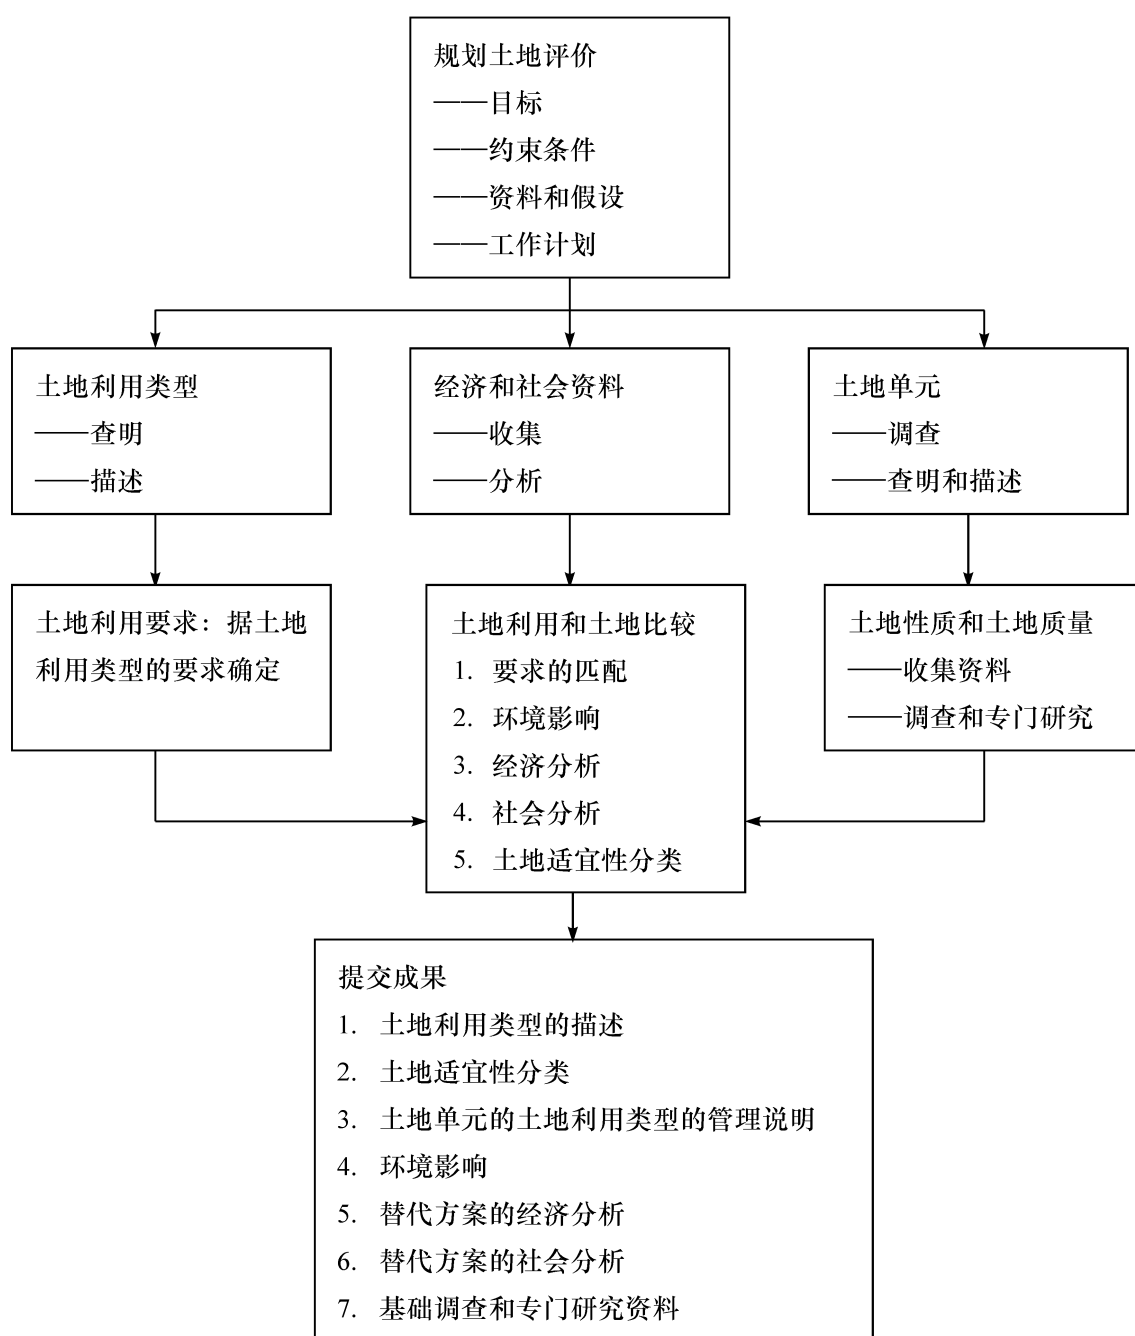 规划土地评价
——目标
——约束条件
——资料和假设
——工作计划
土地利用类型
——查明
——描述
经济和社会资料
——收集
——分析
土地单元
——调查
——查明和描述
土地利用要求：据土地
利用类型的要求确定
土地利用和土地比较
1. 要求的匹配
2. 环境影响
3. 经济分析
4. 社会分析
5. 土地适宜性分类
土地性质和土地质量
——收集资料
——调查和专门研究
提交成果
1. 土地利用类型的描述
2. 土地适宜性分类
3. 土地单元的土地利用类型的管理说明
4. 环境影响
5. 替代方案的经济分析
6. 替代方案的社会分析
7. 基础调查和专门研究资料